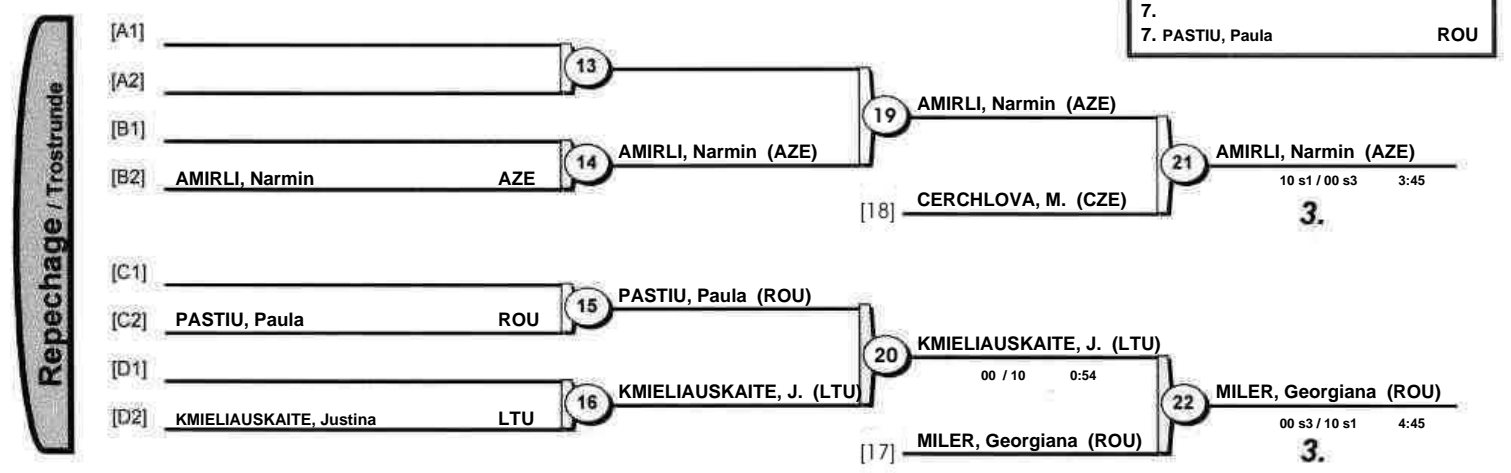 7.
7. PASTIU, Paula ROU
Repechage / Trostrunde
[A1]
13
[A2]
19
AMIRLI, Narmin (AZE)
[B1]
14
AMIRLI, Narmin (AZE)
21
AMIRLI, Narmin (AZE)
[B2] AMIRLI, Narmin AZE
10 s1 / 00 s3 3:45
[18] CERCHLOVA, M. (CZE)
3.
[C1]
15
PASTIU, Paula (ROU)
[C2] PASTIU, Paula ROU
20
KMIELIAUSKAITE, J. (LTU)
00 / 10 0:54
[D1]
16
KMIELIAUSKAITE, J. (LTU)
22
MILER, Georgiana (ROU)
[D2] KMIELIAUSKAITE, Justina LTU
00 s3 / 10 s1 4:45
[17] MILER, Georgiana (ROU)
3.